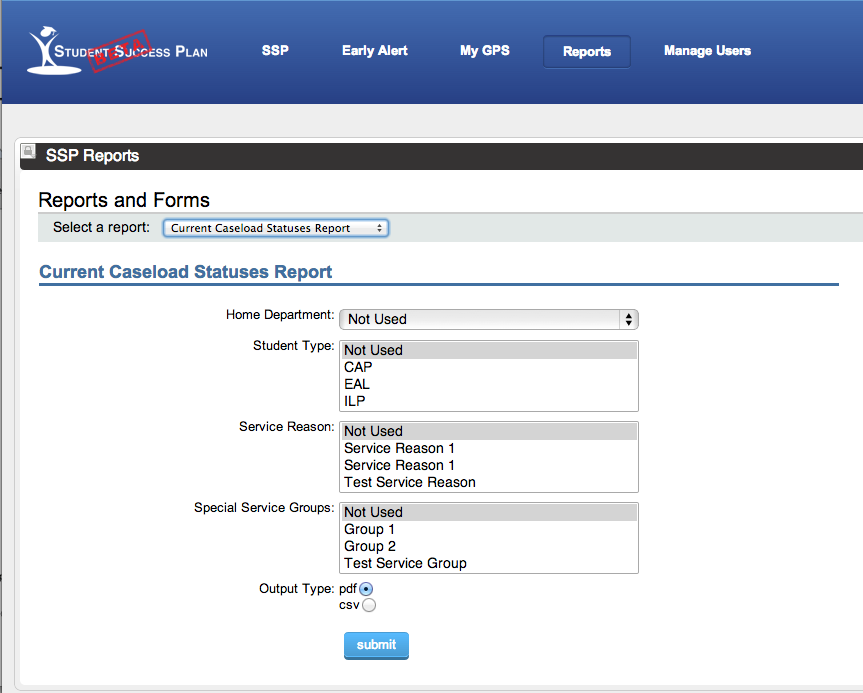 STUDENT SUCCESS PLAN
BETA
SSP
Early Alert
My GPS
Reports
Manage Users
SSP Reports
Reports and Forms
Select a report: Current Caseload Statuses Report
Current Caseload Statuses Report
Home Department: Not Used
Student Type: Not Used
CAP
EAL
ILP
Service Reason: Not Used
Service Reason 1
Service Reason 1
Test Service Reason
Special Service Groups: Not Used
Group 1
Group 2
Test Service Group
Output Type: pdf
csv
submit